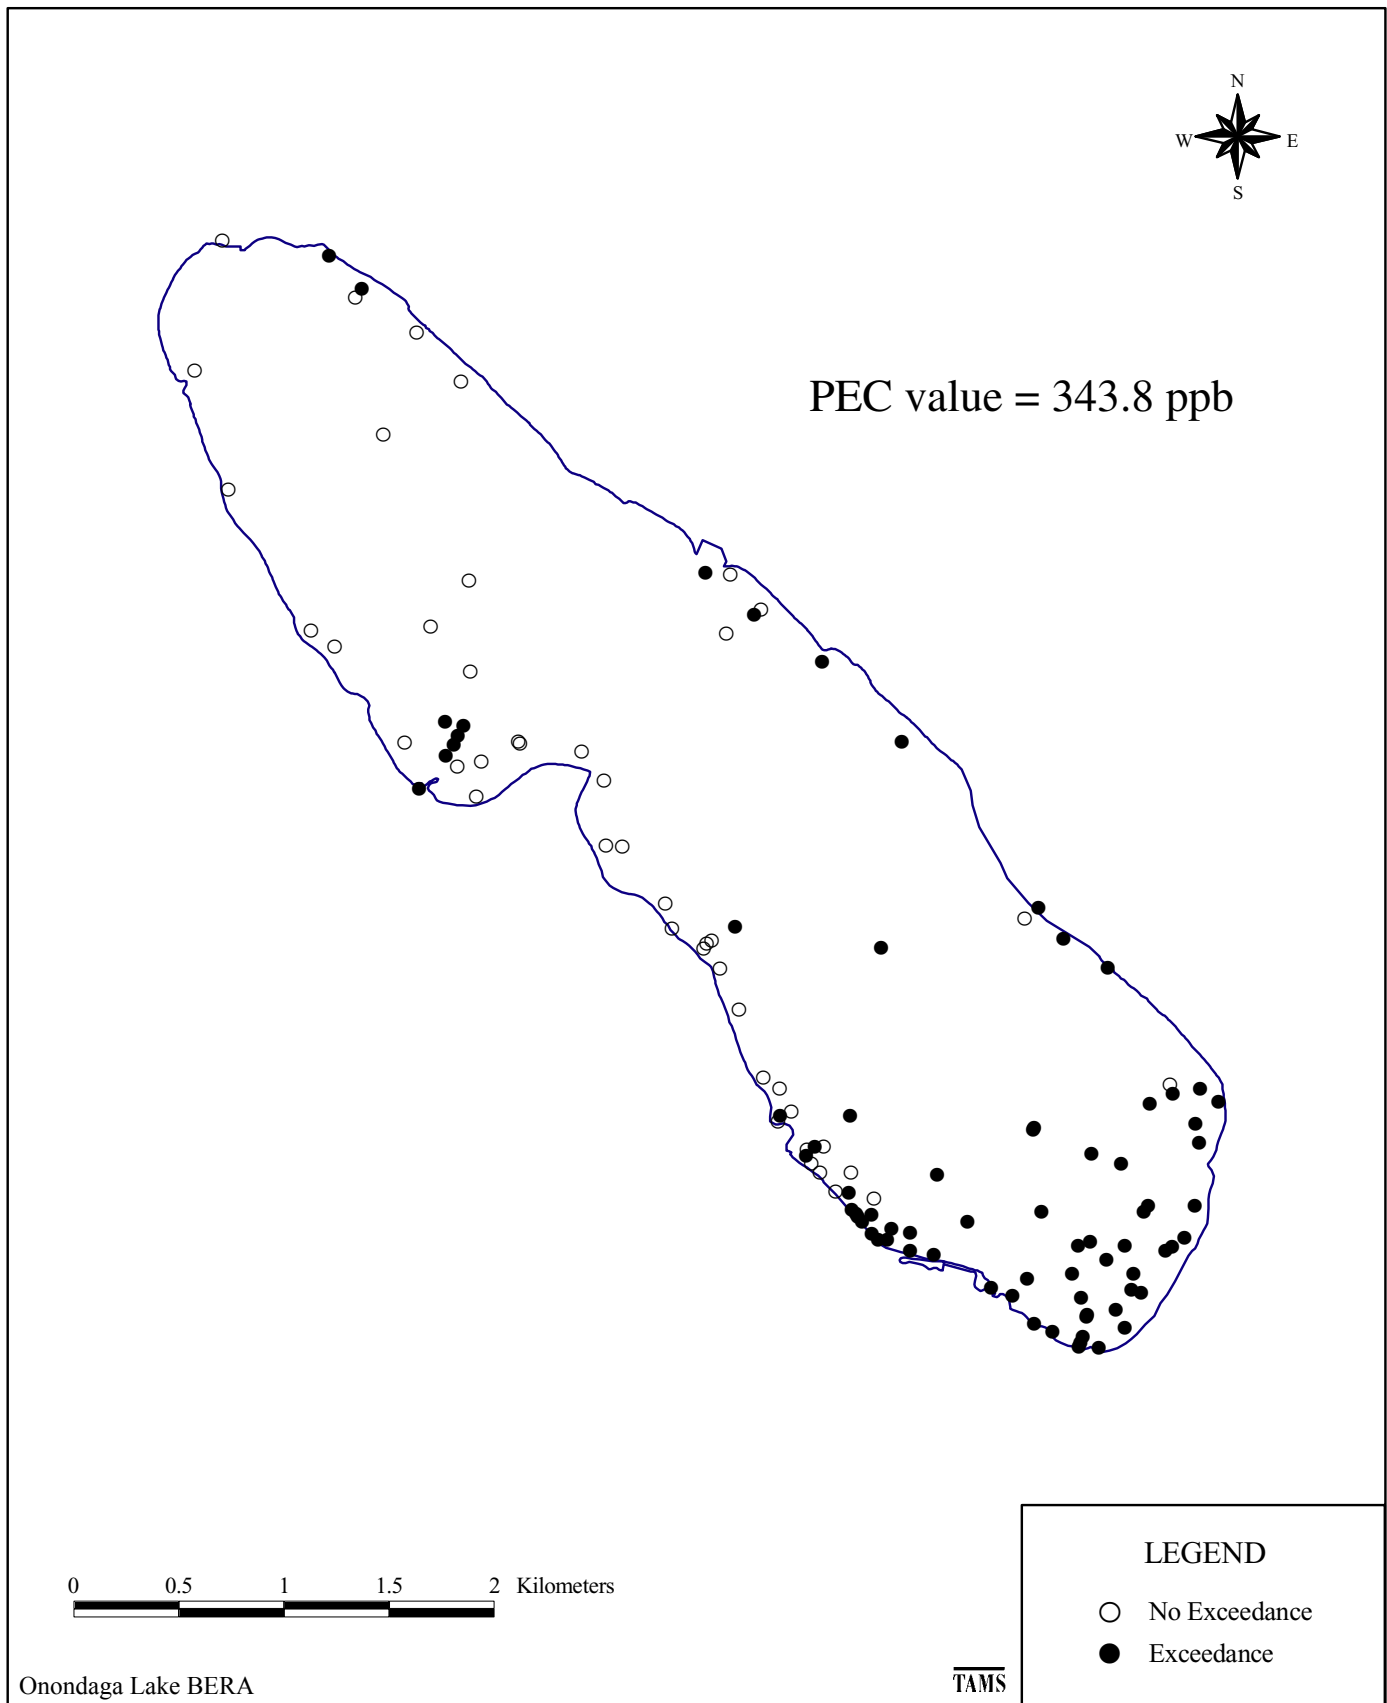 N
W E
S
PEC value = 343.8 ppb
0 0.5 1 1.5 2 Kilometers
LEGEND
No Exceedance
Exceedance
Onondaga Lake BERA
TAMS